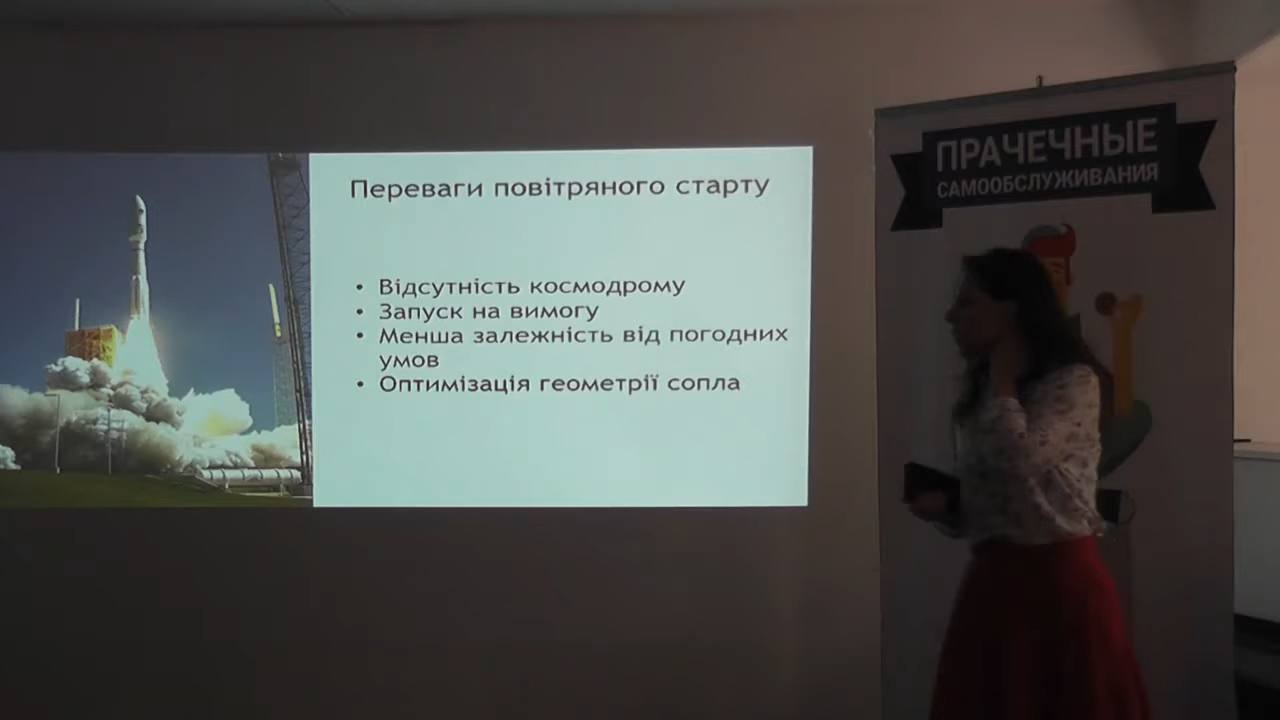 Переваги повітряного старту
• Відсутність космодрому
• Запуск на вимогу
• Менша залежність від погодних
умов
• Оптимізація геометрії сопла
ПРАЧЕЧНЫЕ
САМООБСЛУЖИВАНИЯ